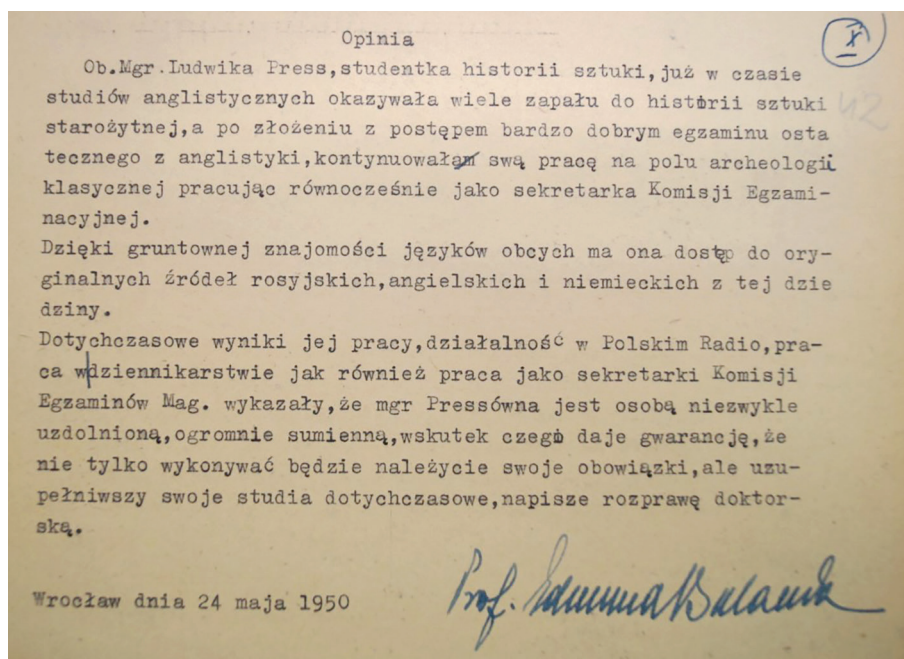 Opinia
X
42
Ob.Mgr.Ludwika Press,studentka historii sztuki,już w czasie
studiów anglistycznych okazywała wiele zapału do historii sztuki
starożytnej,a po złożeniu z postępem bardzo dobrym egzaminu osta
tecznego z anglistyki,kontynuowała swą pracę na polu archeologii
klasycznej pracując równocześnie jako sekretarka Komisji Egzami-
nacyjnej.
Dzięki gruntownej znajomości języków obcych ma ona dostęp do ory-
ginalnych źródeł rosyjskich,angielskich i niemieckich z tej dzie
dziny.
Dotychczasowe wyniki jej pracy,działalność w Polskim Radio,pra-
ca w dziennikarstwie jak również praca jako sekretarki Komisji
Egzaminów Mag. wykazały,że mgr Pressówna jest osobą niezwykle
uzdolnioną,ogromnie sumienną,wskutek czego daje gwarancję,że
nie tylko wykonywać będzie należycie swoje obowiązki,ale uzu-
pełniwszy swoje studia dotychczasowe,napisze rozprawę doktor-
ską.
Wrocław dnia 24 maja 1950
Prof. Edmund Bulanda